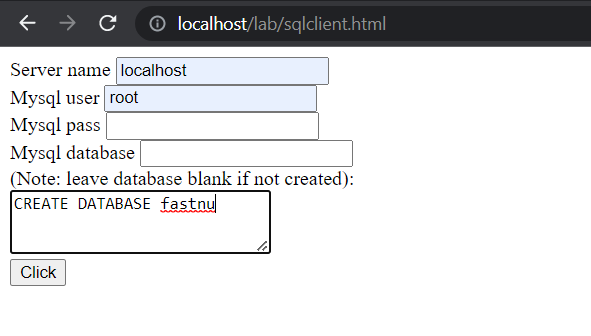 localhost/lab/sqlclient.html
Server name localhost
Mysql user root
Mysql pass
Mysql database
(Note: leave database blank if not created):
CREATE DATABASE fastnu
Click